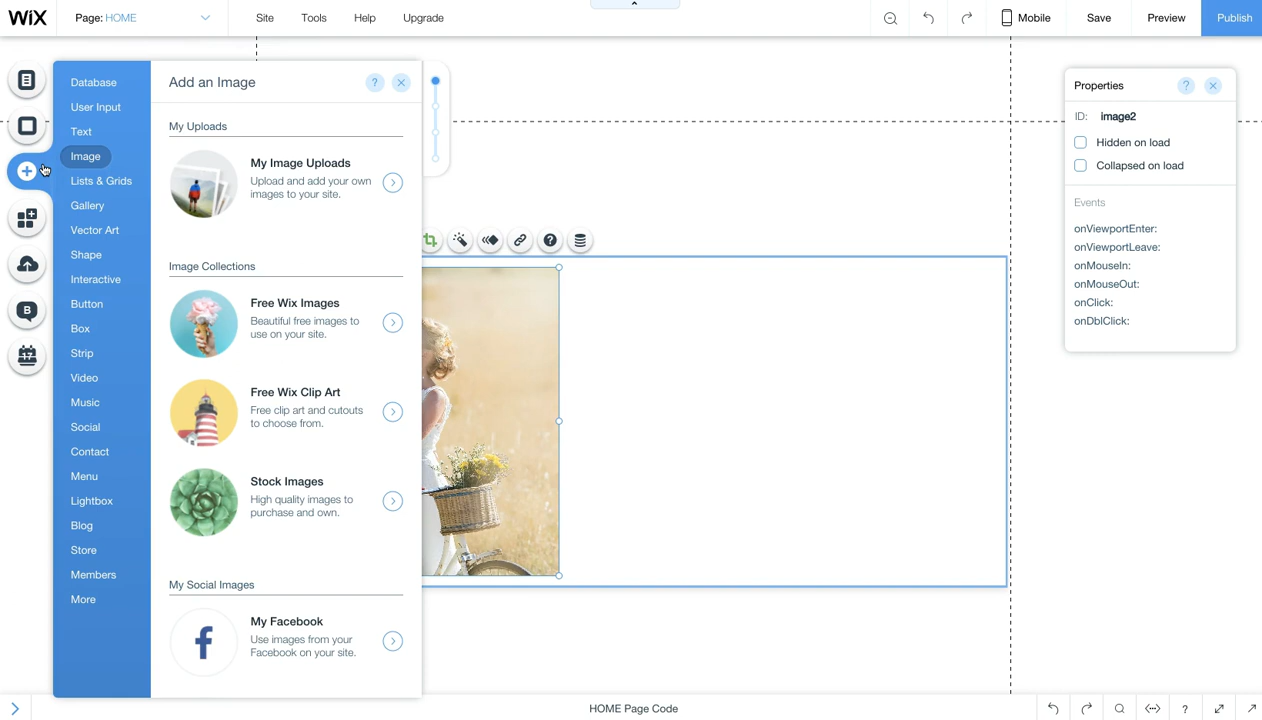 WiX
Page: HOME
Site
Tools
Help
Upgrade
Mobile
Save
Preview
Publish
Database
User Input
Text
Image
Lists & Grids
Gallery
Vector Art
Shape
Interactive
Button
Box
Strip
Video
Music
Social
Contact
Menu
Lightbox
Blog
Store
Members
More
17
B
Add an Image
?
My Uploads
My Image Uploads
Upload and add your own
images to your site.
Image Collections
Free Wix Images
Beautiful free images to
use on your site.
Free Wix Clip Art
Free clip art and cutouts
to choose from.
Stock Images
High quality images to
purchase and own.
My Social Images
f
My Facebook
Use images from your
Facebook on your site.
?
Properties
?
ID: image2
Hidden on load
Collapsed on load
Events
onViewportEnter:
onViewportLeave:
onMouseIn:
onMouseOut:
onClick:
onDblClick:
HOME Page Code
?